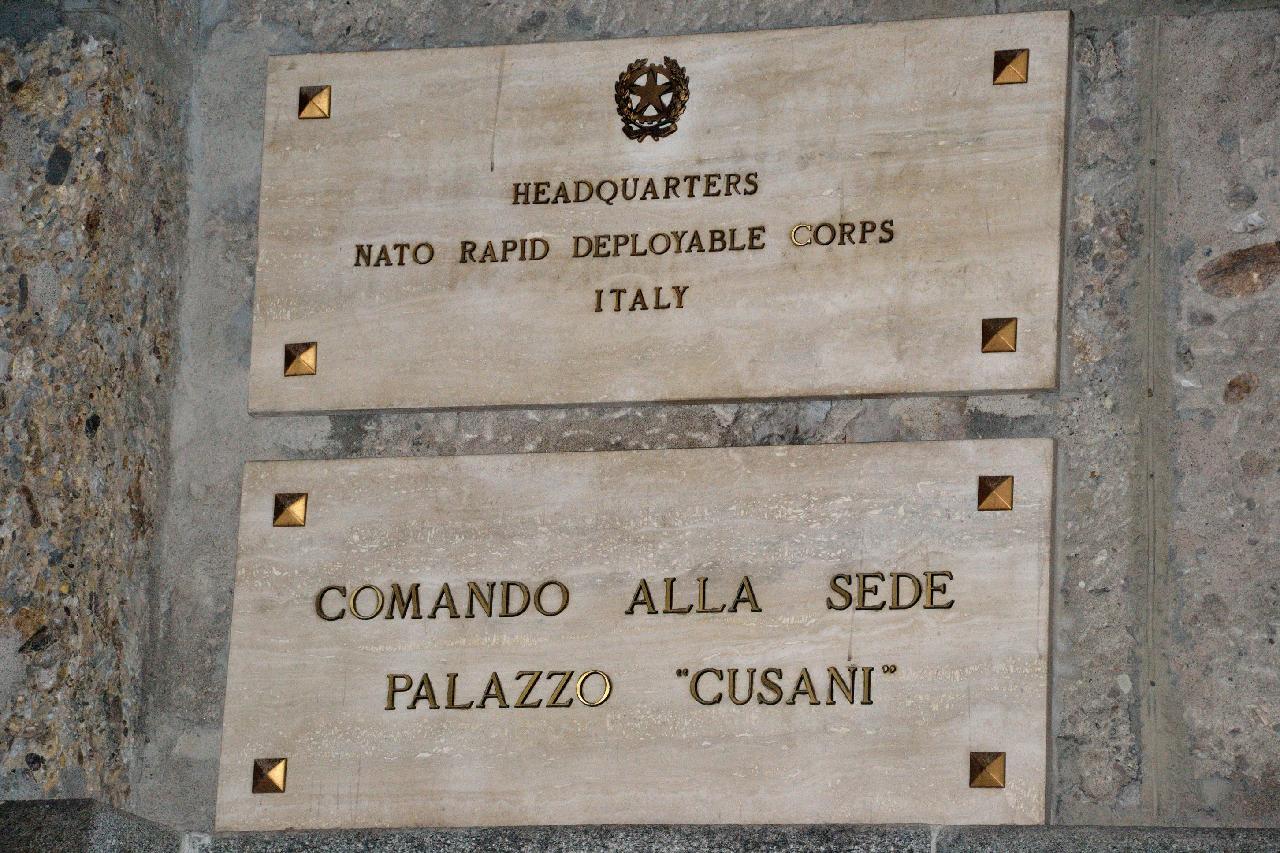 HEADQUARTERS
NATO RAPID DEPLOYABLE CORPS
ITALY
COMANDO ALLA SEDE
PALAZZO "CUSANI"